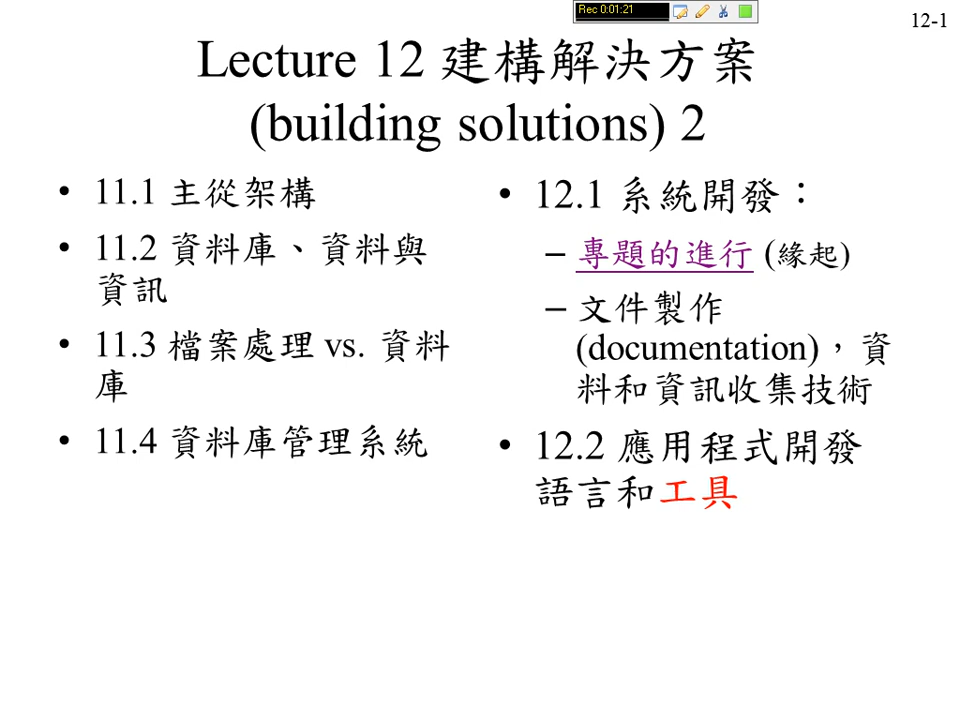 Rec 0:01:21
12-1
Lecture 12 建構解決方案
(building solutions) 2
• 11.1 主從架構
• 11.2 資料庫、資料與
資訊
• 11.3 檔案處理 vs. 資料
庫
• 11.4 資料庫管理系統
• 12.1 系統開發：
– 專題的進行 (緣起)
– 文件製作
(documentation)，資
料和資訊收集技術
• 12.2 應用程式開發
語言和工具